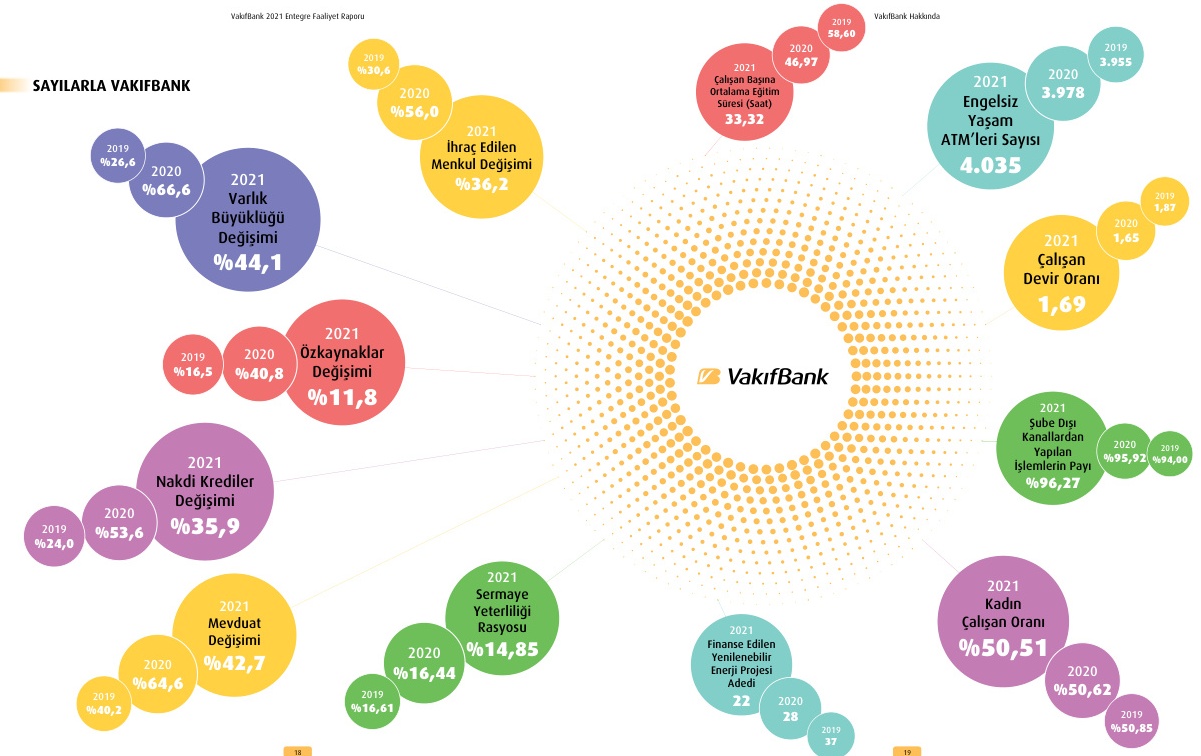 VakıfBank 2021 Entegre Faaliyet Raporu
VakıfBank Hakkında
SAYILARLA VAKIFBANK
2019
%26,6
2020
%66,6
2021
Varlık
Büyüklüğü
Değişimi
%44,1
2019
%30,6
2020
%56,0
2021
İhraç Edilen
Menkul Değişimi
%36,2
2019
%16,5
2020
%40,8
2021
Özkaynaklar
Değişimi
%11,8
2019
%24,0
2020
%53,6
2021
Nakdi Krediler
Değişimi
%35,9
2019
%40,2
2020
%64,6
2021
Mevduat
Değişimi
%42,7
2019
%16,61
2020
%16,44
2021
Sermaye
Yeterliliği
Rasyosu
%14,85
VakıfBank
2019
58,60
2020
46,97
2021
Çalışan Başına
Ortalama Eğitim
Süresi (Saat)
33,32
2019
3.955
2020
3.978
2021
Engelsiz
Yaşam
ATM’leri Sayısı
4.035
2019
1,87
2020
1,65
2021
Çalışan
Devir Oranı
1,69
2021
Şube Dışı
Kanallardan
Yapılan
İşlemlerin Payı
%96,27
2020
%95,92
2019
%94,00
2021
Kadın
Çalışan Oranı
%50,51
2020
%50,62
2019
%50,85
2021
Finanse Edilen
Yenilenebilir
Enerji Projesi
Adedi
22
2020
28
2019
37
18
19